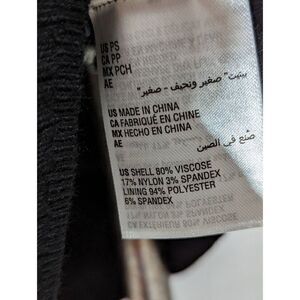 US PS
CA PP
MX PCH
AE
بيتيت" صغير ونحيف - صغير"
US MADE IN CHINA
CA FABRIQUÉ EN CHINE
MX HECHO EN CHINA
AE
صنع في الصين
US SHELL 80% VISCOSE
17% NYLON 3% SPANDEX
LINING 94% POLYESTER
6% SPANDEX